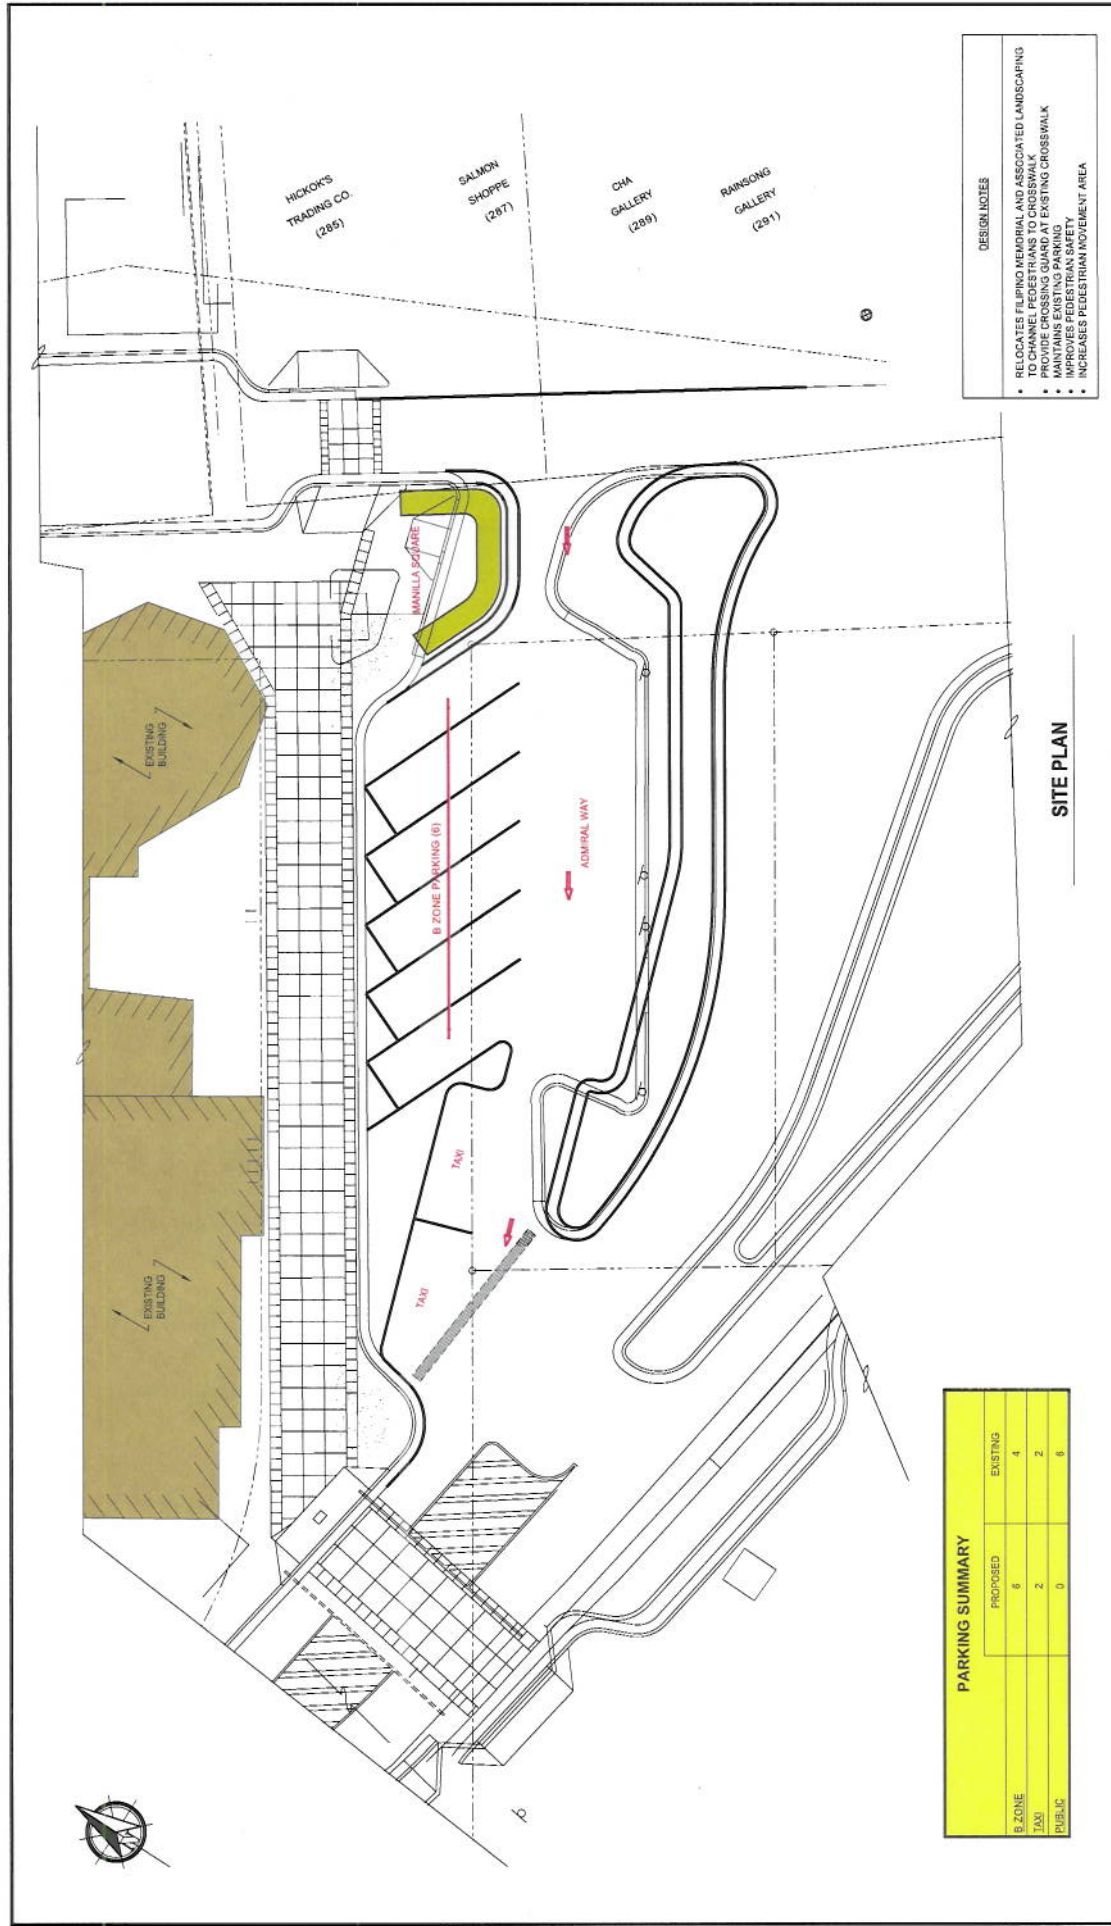 EXISTING
BUILDING
EXISTING
BUILDING
HICKOK'S
TRADING CO.
(285)
SALMON
SHOPPE
(287)
CHA
GALLERY
(289)
RAINSONG
GALLERY
(291)
MANILLA SQUARE
B ZONE PARKING (6)
TAXI
TAXI
ADMIRAL WAY
PARKING SUMMARY
PROPOSED EXISTING
B ZONE 6 4
TAXI 2 2
PUBLIC 0 6
SITE PLAN
DESIGN NOTES
• RELOCATES FILIPINO MEMORIAL AND ASSOCIATED LANDSCAPING
TO CHANNEL PEDESTRIANS TO CROSSWALK
• PROVIDE CROSSING GUARD AT EXISTING CROSSWALK
• MAINTAINS EXISTING PARKING
• IMPROVES PEDESTRIAN SAFETY
• INCREASES PEDESTRIAN MOVEMENT AREA